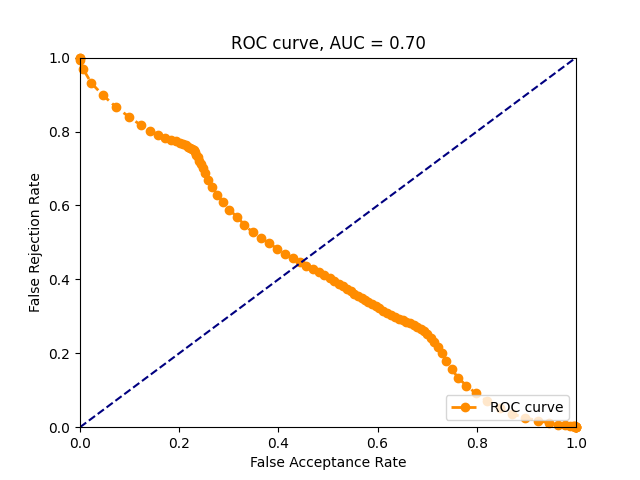 ROC curve, AUC = 0.70
1.0
0.8
0.6
0.4
0.2
0.0
False Rejection Rate
ROC curve
0.0 0.2 0.4 0.6 0.8 1.0
False Acceptance Rate